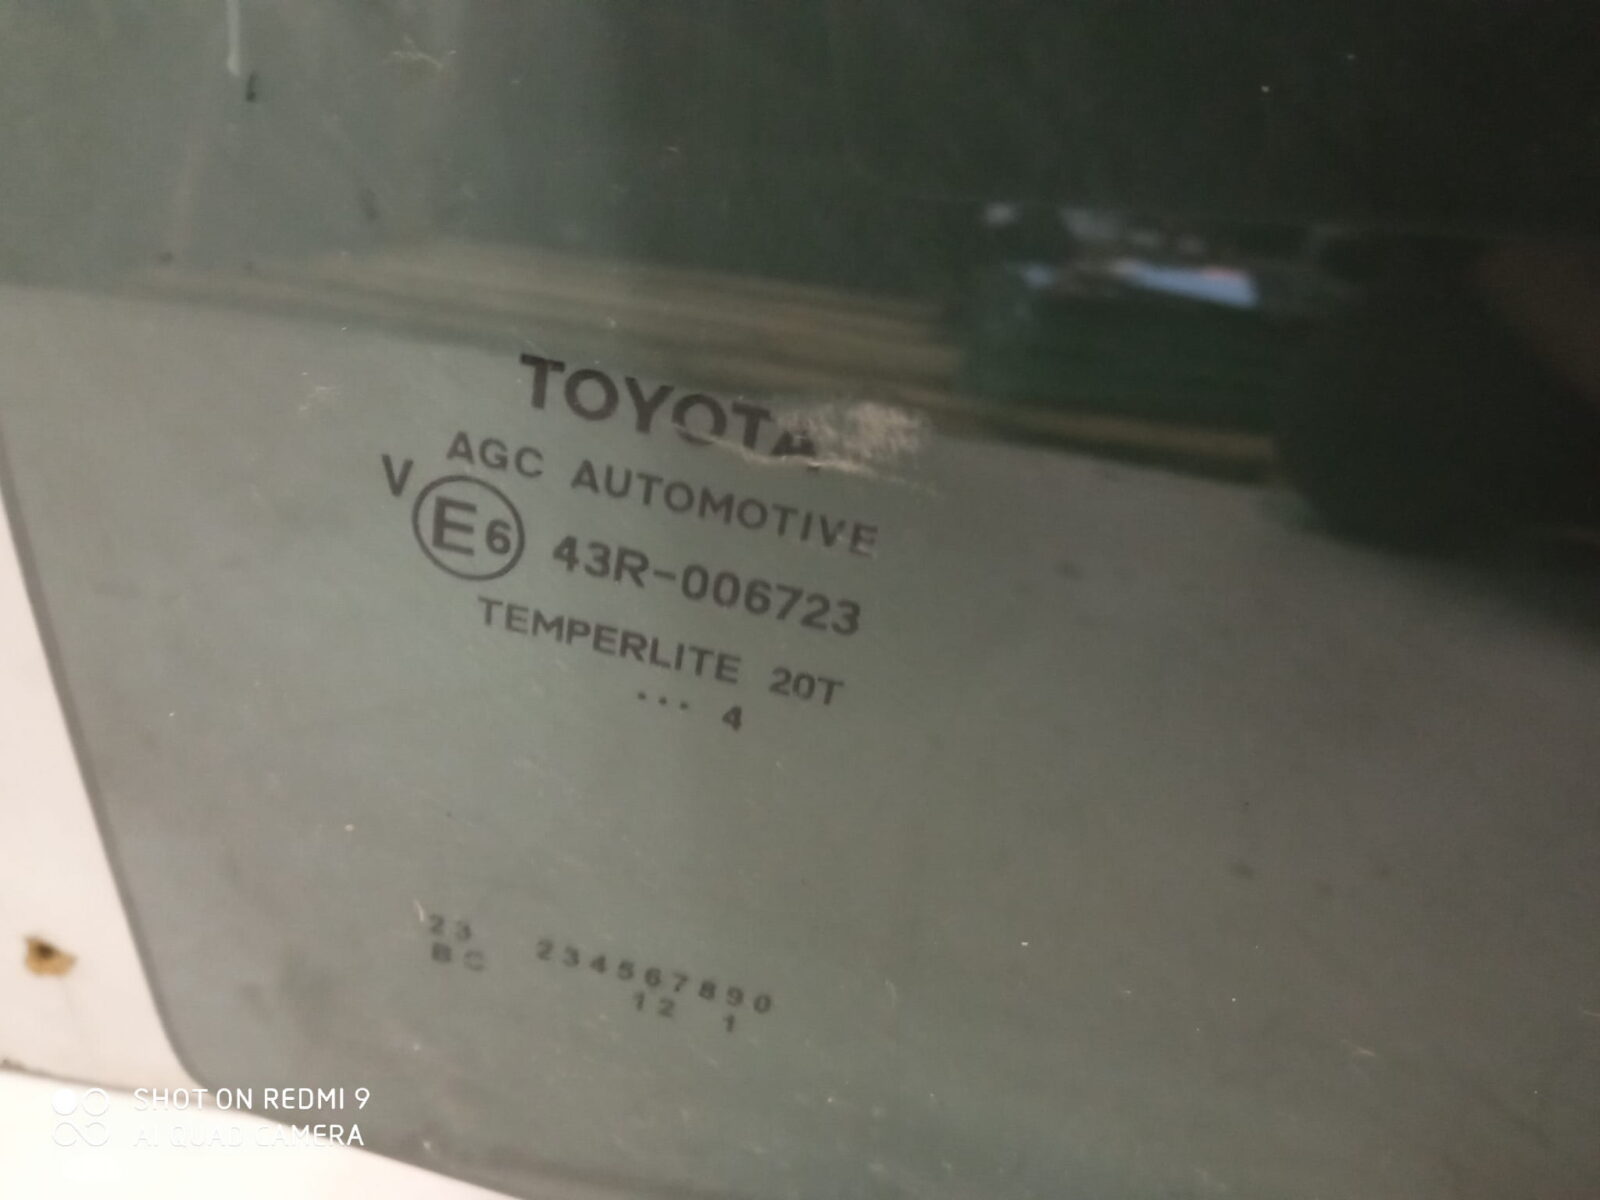 TOYOTA
AGC AUTOMOTIVE
V E6 43R-006723
TEMPERLITE 20T
... 4
23 234567890
BC 12 1
SHOT ON REDMI 9
AI QUAD CAMERA